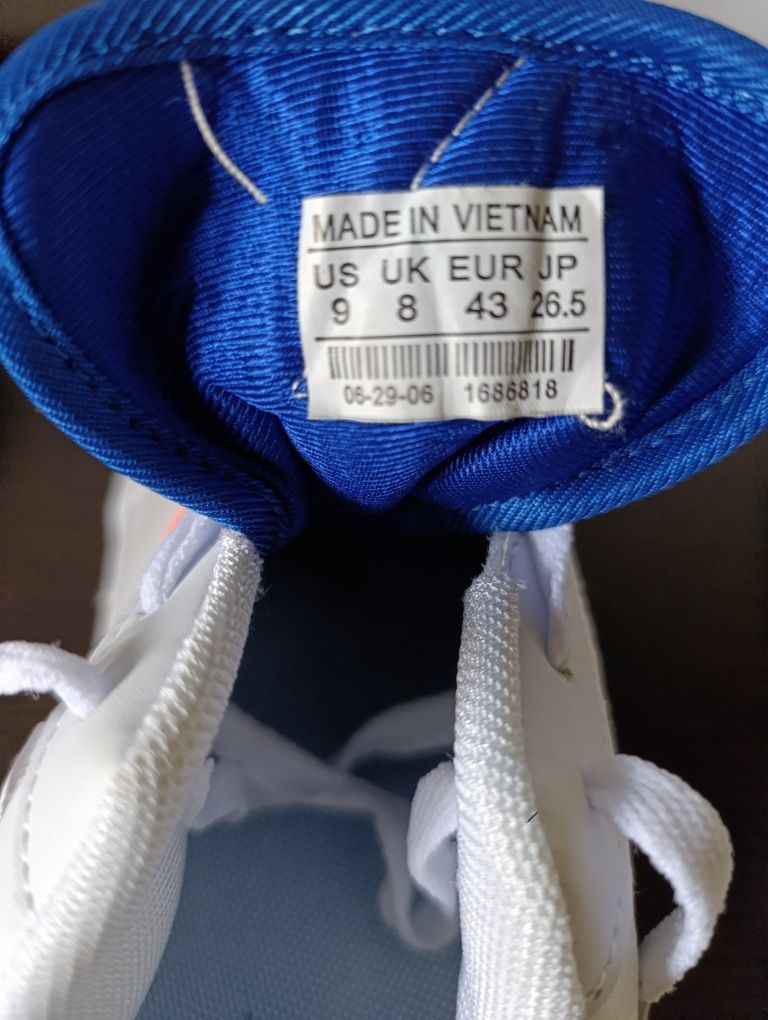 MADE IN VIETNAM
US UK EUR JP
9 8 43 26.5
06-29-06 1686818